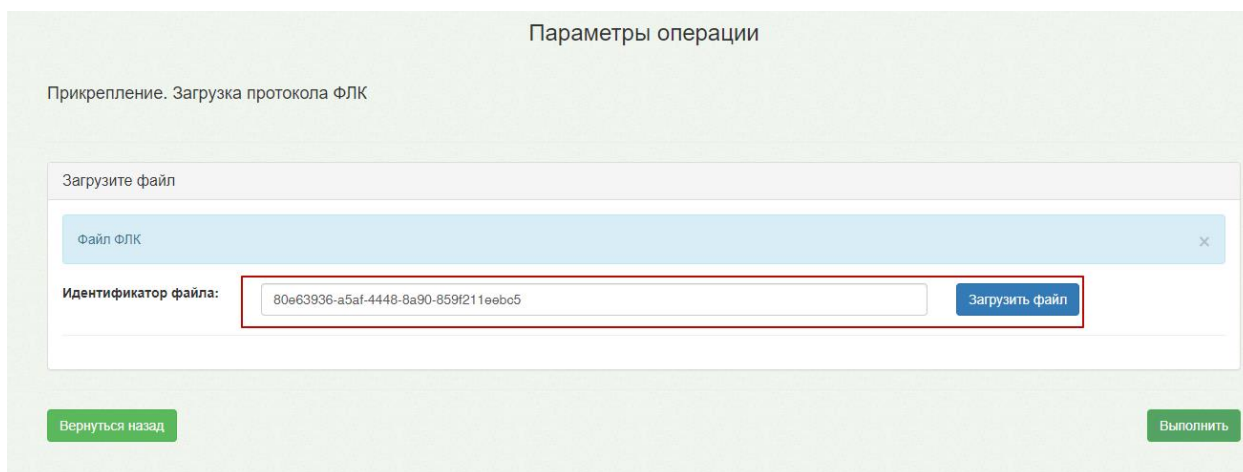 Параметры операции
Прикрепление. Загрузка протокола ФЛК
Загрузите файл
Файл ФЛК ×
Идентификатор файла: 80e63936-a5af-4448-8a90-859f211eebc5 Загрузить файл
Вернуться назад Выполнить